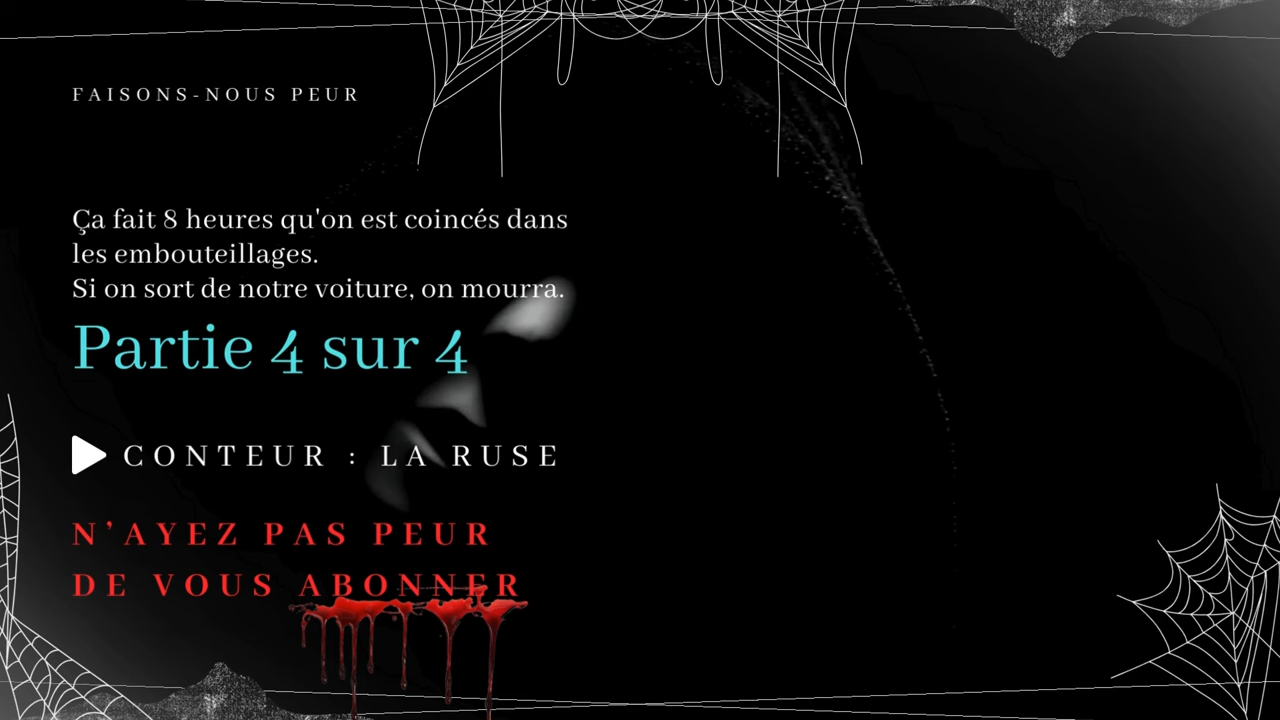 FAISONS-NOUS PEUR
Ça fait 8 heures qu'on est coincés dans
les embouteillages.
Si on sort de notre voiture, on mourra.
Partie 4 sur 4
CONTEUR : LA RUSE
N’AYEZ PAS PEUR
DE VOUS ABONNER